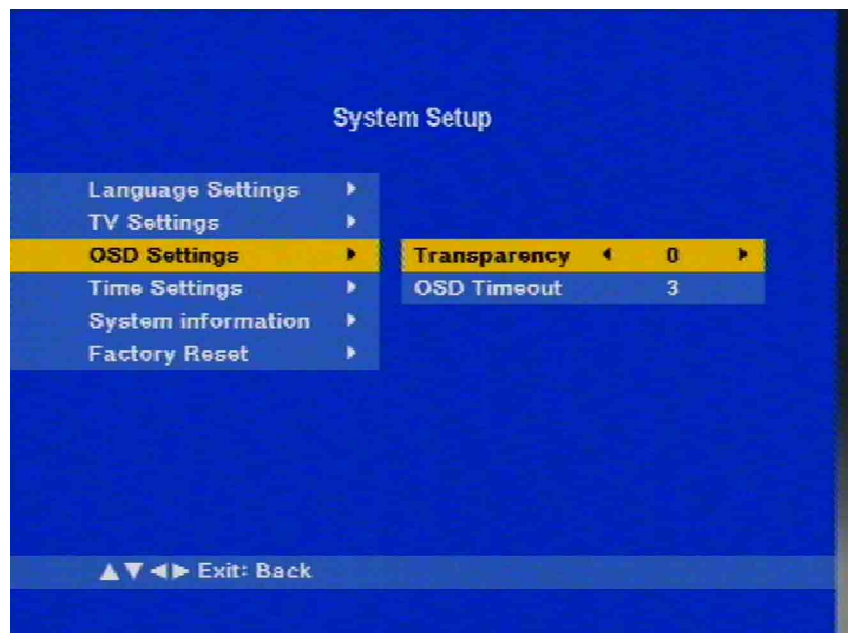 System Setup
Language Settings
TV Settings
OSD Settings
Transparency 0
Time Settings
OSD Timeout 3
System information
Factory Reset
Exit: Back